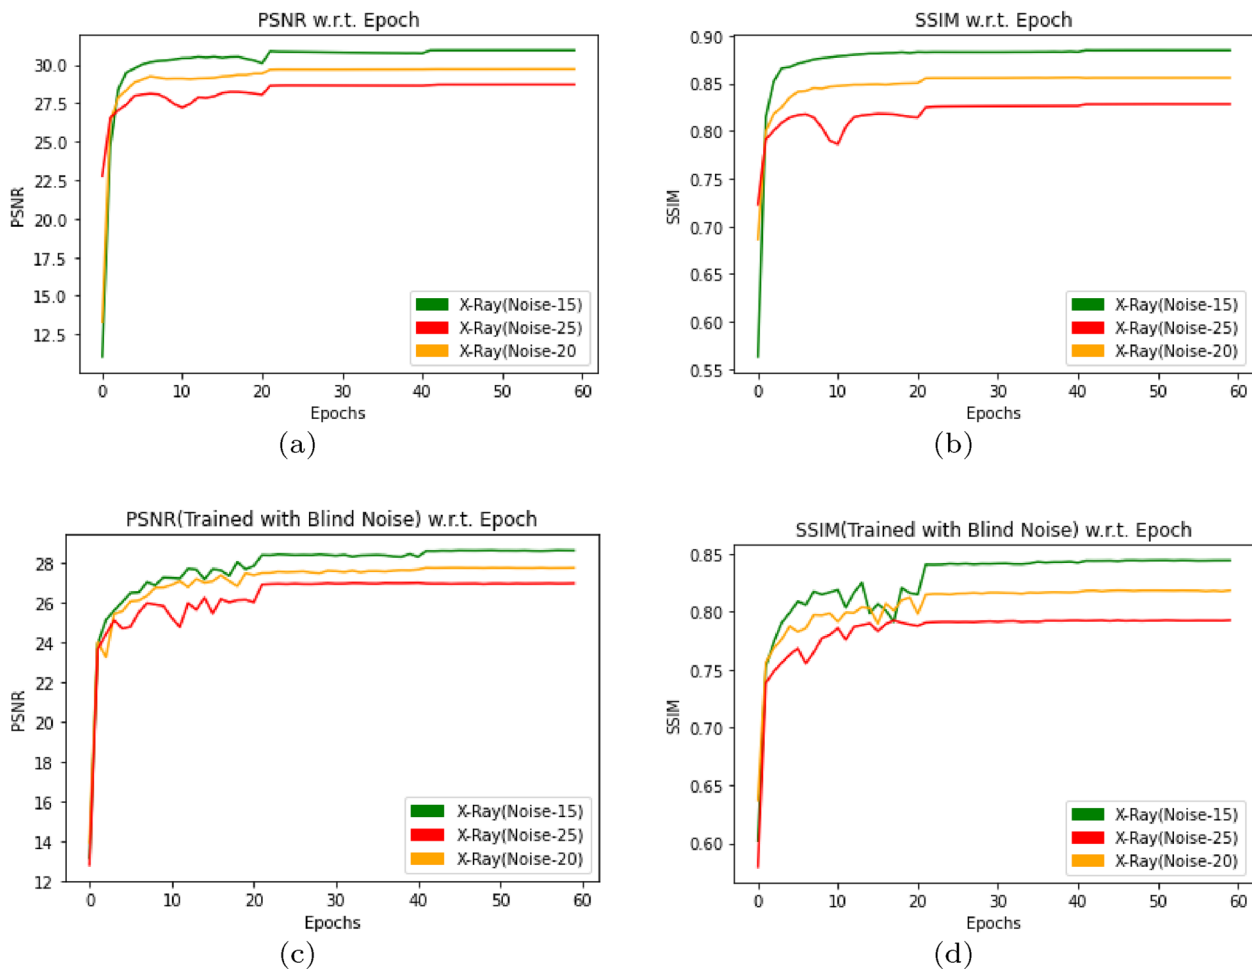 PSNR w.r.t. Epoch
PSNR
30.0
27.5
25.0
22.5
20.0
17.5
15.0
12.5
0 10 20 30 40 50 60
Epochs
X-Ray(Noise-15)
X-Ray(Noise-25)
X-Ray(Noise-20
(a)
SSIM w.r.t. Epoch
SSIM
0.90
0.85
0.80
0.75
0.70
0.65
0.60
0.55
0 10 20 30 40 50 60
Epochs
X-Ray(Noise-15)
X-Ray(Noise-25)
X-Ray(Noise-20)
(b)
PSNR(Trained with Blind Noise) w.r.t. Epoch
PSNR
28
26
24
22
20
18
16
14
12
0 10 20 30 40 50 60
Epochs
X-Ray(Noise-15)
X-Ray(Noise-25)
X-Ray(Noise-20)
(c)
SSIM(Trained with Blind Noise) w.r.t. Epoch
SSIM
0.85
0.80
0.75
0.70
0.65
0.60
0 10 20 30 40 50 60
Epochs
X-Ray(Noise-15)
X-Ray(Noise-25)
X-Ray(Noise-20)
(d)